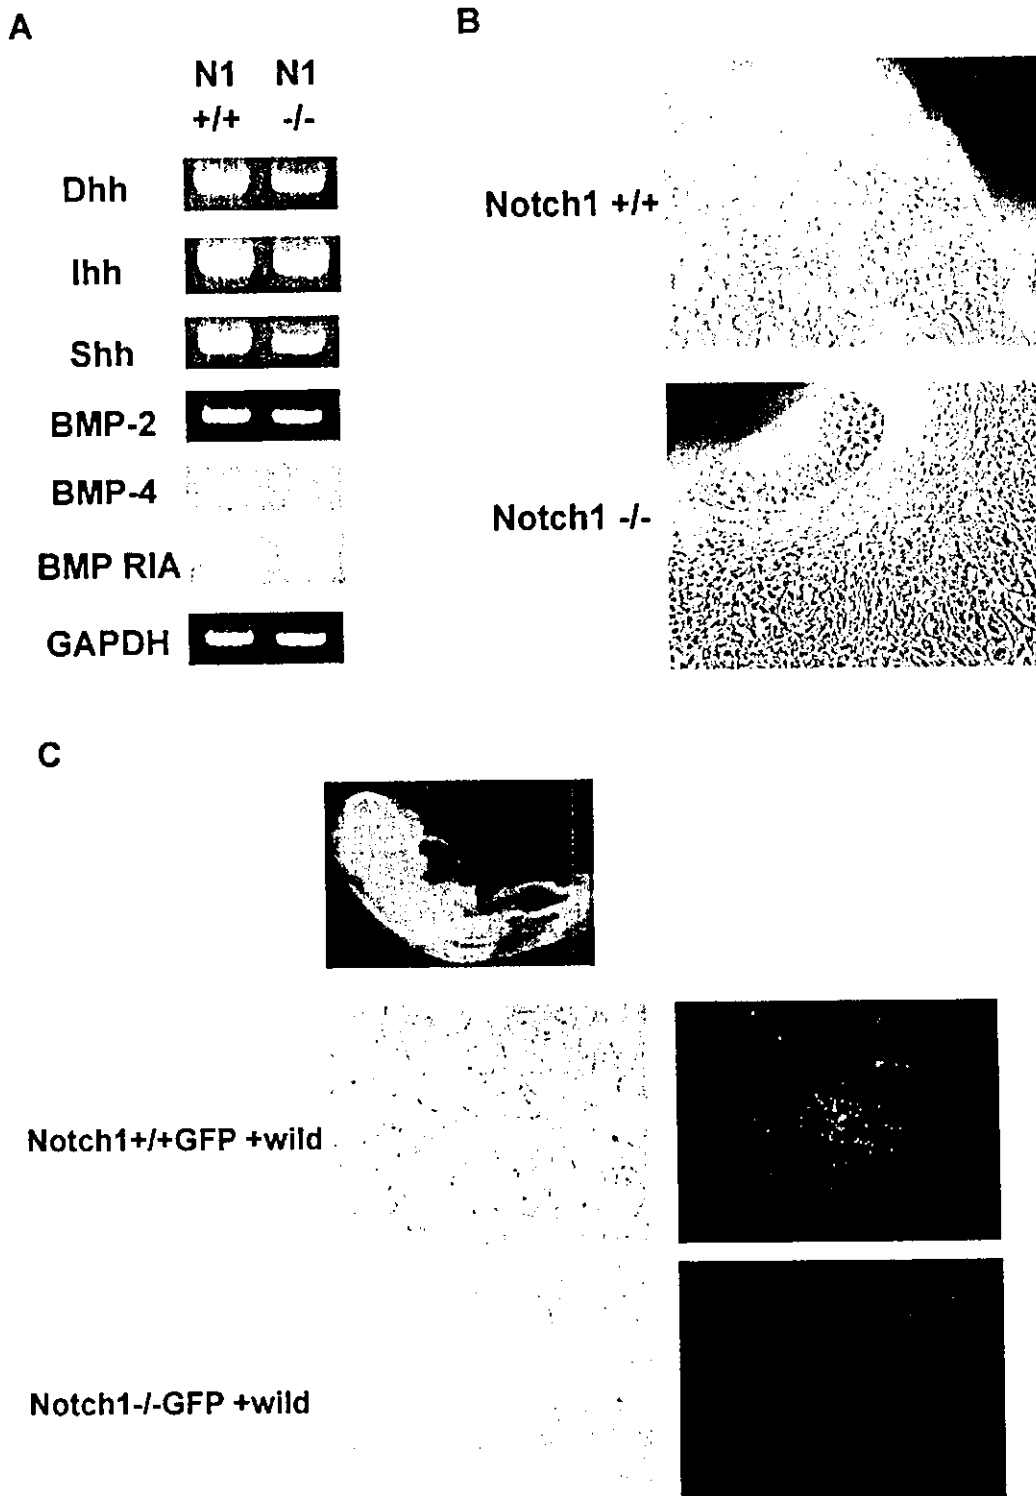 A
B
N1 N1
+/+ -/-
Dhh
Ihh
Shh
BMP-2
BMP-4
BMP RIA
GAPDH
Notch1 +/+
Notch1 -/-
C
Notch1+/+GFP +wild
Notch1-/-GFP +wild